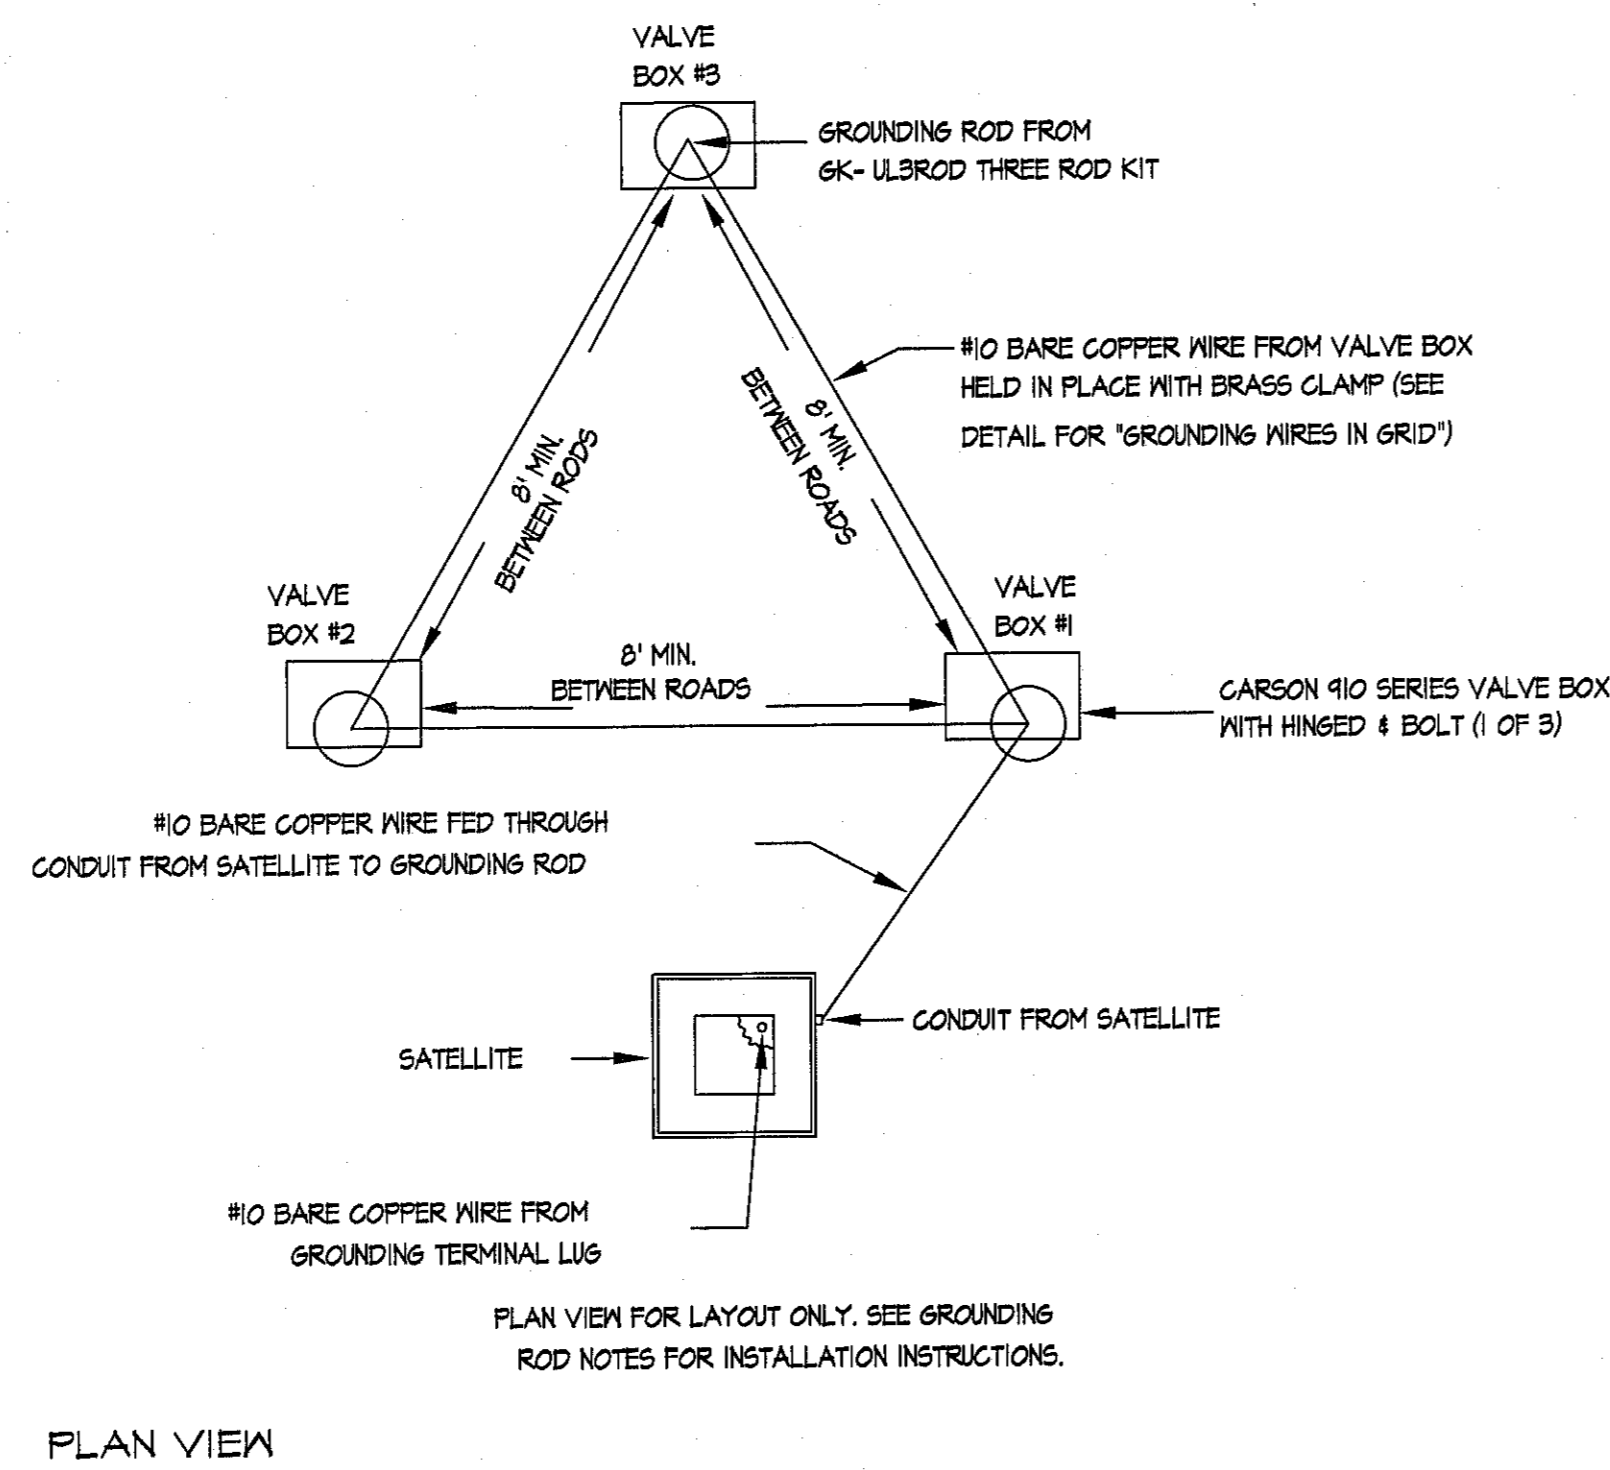 VALVE
BOX #3
GROUNDING ROD FROM
GK- UL3ROD THREE ROD KIT
#10 BARE COPPER WIRE FROM VALVE BOX
HELD IN PLACE WITH BRASS CLAMP (SEE
DETAIL FOR "GROUNDING WIRES IN GRID")
8' MIN.
BETWEEN RODS
8' MIN.
BETWEEN ROADS
VALVE
BOX #2
VALVE
BOX #1
8' MIN.
BETWEEN ROADS
CARSON 910 SERIES VALVE BOX
WITH HINGED & BOLT (1 OF 3)
#10 BARE COPPER WIRE FED THROUGH
CONDUIT FROM SATELLITE TO GROUNDING ROD
CONDUIT FROM SATELLITE
SATELLITE
#10 BARE COPPER WIRE FROM
GROUNDING TERMINAL LUG
PLAN VIEW FOR LAYOUT ONLY. SEE GROUNDING
ROD NOTES FOR INSTALLATION INSTRUCTIONS.
PLAN VIEW